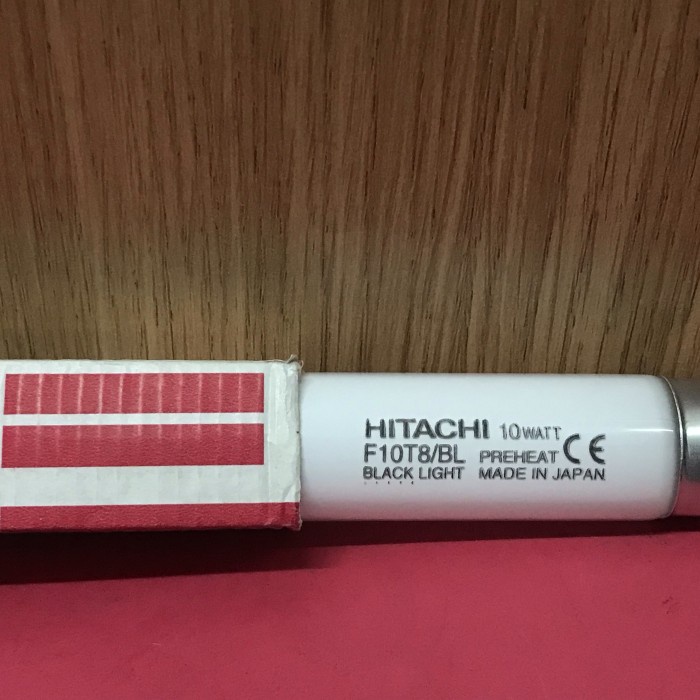 HITACHI 10WATT
F10T8/BL PREHEAT CE
BLACK LIGHT MADE IN JAPAN